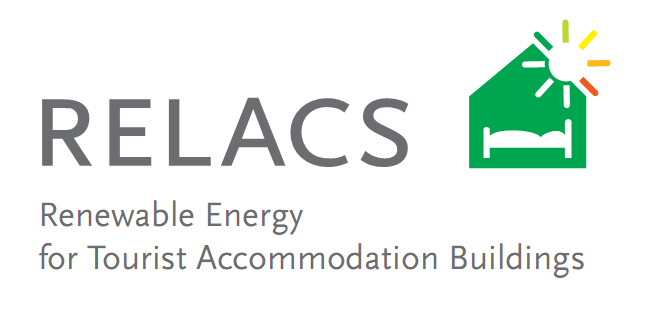 RELACS
Renewable Energy
for Tourist Accommodation Buildings